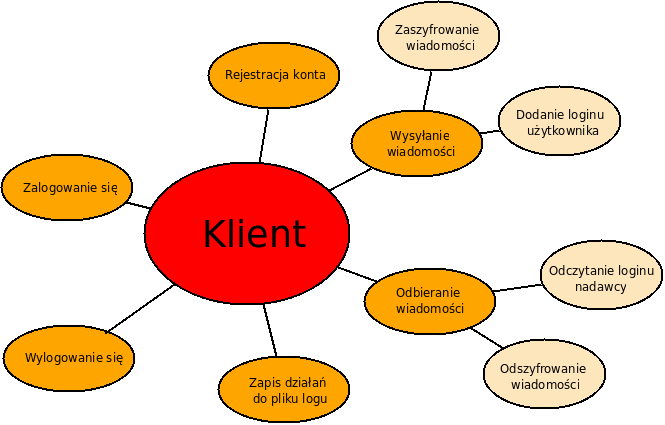 Zaszyfrowanie
wiadomości
Rejestracja konta
Dodanie loginu
użytkownika
Wysyłanie
wiadomości
Zalogowanie się
Klient
Odczytanie loginu
nadawcy
Odbieranie
wiadomości
Wylogowanie się
Zapis działań
do pliku logu
Odszyfrowanie
wiadomości